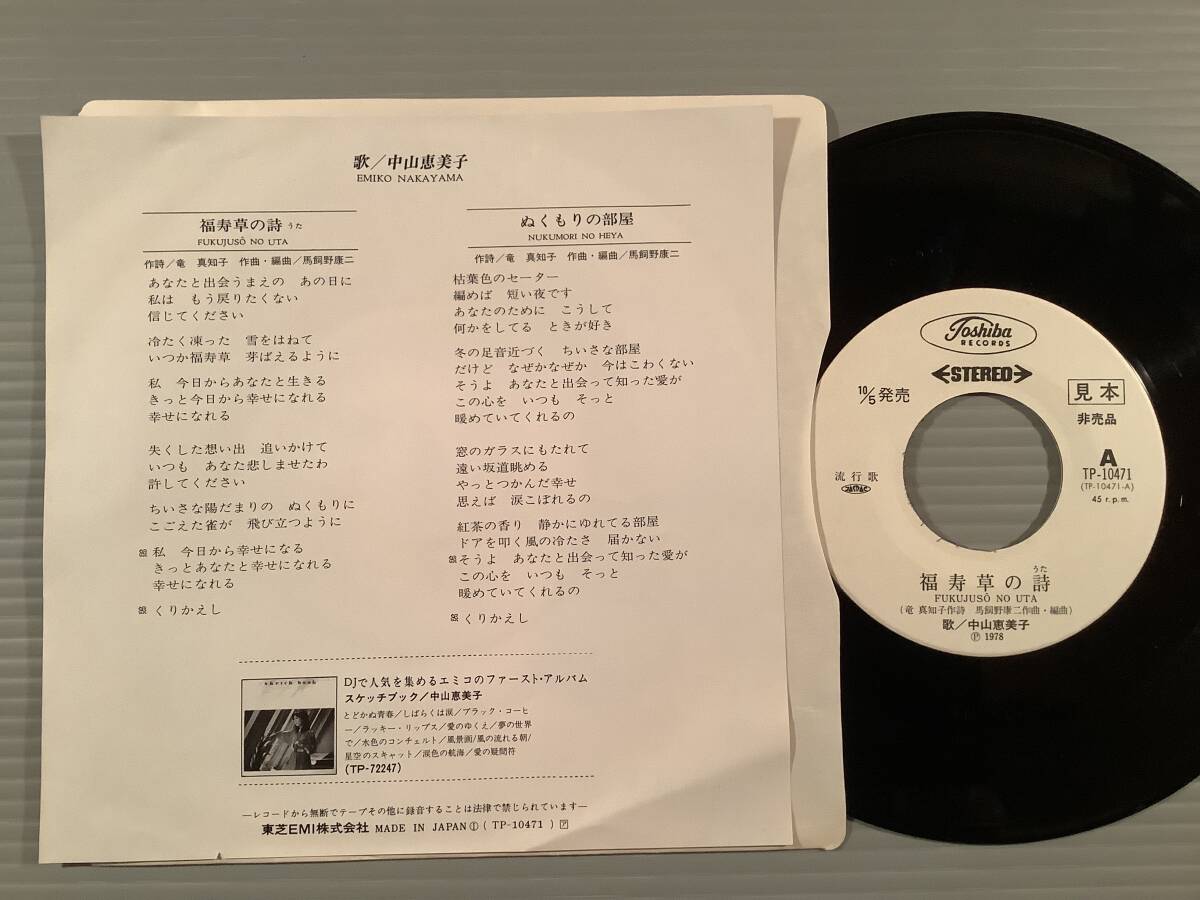 歌／中山恵美子
EMIKO NAKAYAMA
福寿草の詩 うた
FUKUJUSÔ NO UTA
作詩／竜 真知子 作曲・編曲／馬飼野康二
あなたと出会うまえの あの日に
私は もう戻りたくない
信じてください
冷たく凍った 雪をはねて
いつか福寿草 芽ばえるように
私 今日からあなたと生きる
きっと今日から幸せになれる
幸せになれる
失くした想い出 追いかけて
いつも あなた悲しませたわ
許してください
ちいさな陽だまりの ぬくもりに
こごえた雀が 飛び立つように
※私 今日から幸せになる
きっとあなたと幸せになれる
幸せになれる
※くりかえし
ぬくもりの部屋
NUKUMORI NO HEYA
作詩／竜 真知子 作曲・編曲／馬飼野康二
枯葉色のセーター
編めば 短い夜です
あなたのために こうして
何かをしてる ときが好き
冬の足音近づく ちいさな部屋
だけど なぜかなぜか 今はこわくない
そうよ あなたと出会って知った愛が
この心を いつも そっと
暖めていてくれるの
窓のガラスにもたれて
遠い坂道眺める
やっとつかんだ幸せ
思えば 涙こぼれるの
紅茶の香り 静かにゆれてる部屋
ドアを叩く風の冷たさ 届かない
※そうよ あなたと出会って知った愛が
この心を いつも そっと
暖めていてくれるの
※くりかえし
sketch book
DJで人気を集めるエミコのファースト・アルバム
スケッチブック／中山恵美子
とどかぬ青春／しばらくは涙／ブラック・コーヒ
ー／ラッキー・リップス／愛のゆくえ／夢の世界
で／水色のコンチェルト／風景画／風の流れる朝／
星空のスキャット／涙色の航海／愛の疑問符
(TP-72247)
—レコードから無断でテープその他に録音することは法律で禁じられています—
東芝EMI株式会社 MADE IN JAPAN① ( TP-10471 ) ア
Toshiba
RECORDS
STEREO
10/5発売
見本
非売品
A
流行歌
TP-10471
(TP-10471-A)
JASRAC
45 r.p.m.
うた
福寿草の詩
FUKUJUSÔ NO UTA
(竜 真知子作詩 馬飼野康二作曲・編曲)
歌／中山恵美子
℗ 1978